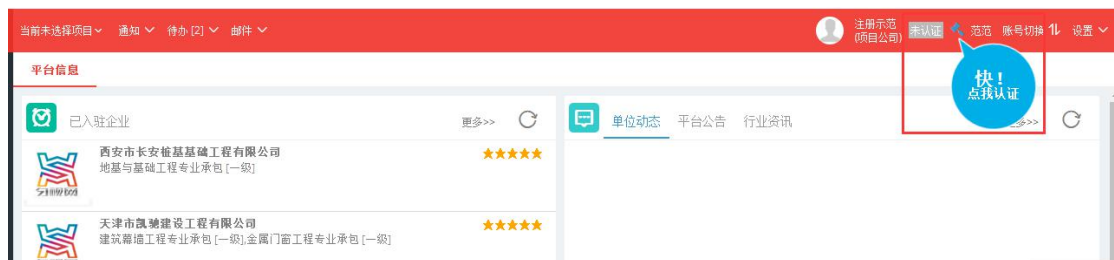 当前未选择项目 通知 待办 [2] 邮件
注册示范
(项目公司)
未认证 范范 账号切换 设置
快!
点我认证
平台信息
已入驻企业 更多>>
单位动态 平台公告 行业资讯 多>>
西安市长安桩基基础工程有限公司
地基与基础工程专业承包 [一级]
天津市凯驰建设工程有限公司
建筑幕墙工程专业承包 [一级],金属门窗工程专业承包 [一级]